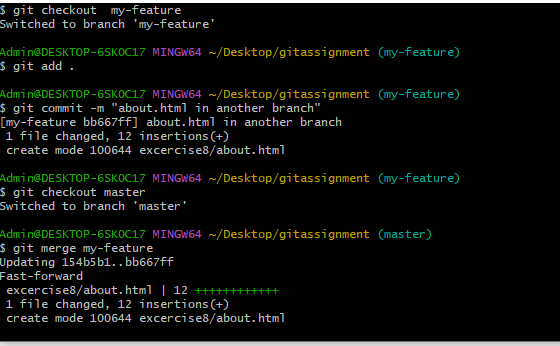 $ git checkout  my-feature
Switched to branch 'my-feature'
Admin@DESKTOP-6SKOC17 MINGW64 ~/Desktop/gitassignment (my-feature)
$ git add .
Admin@DESKTOP-6SKOC17 MINGW64 ~/Desktop/gitassignment (my-feature)
$ git commit -m "about.html in another branch"
[my-feature bb667ff] about.html in another branch
 1 file changed, 12 insertions(+)
 create mode 100644 excercise8/about.html
Admin@DESKTOP-6SKOC17 MINGW64 ~/Desktop/gitassignment (my-feature)
$ git checkout master
Switched to branch 'master'
Admin@DESKTOP-6SKOC17 MINGW64 ~/Desktop/gitassignment (master)
$ git merge my-feature
Updating 154b5b1..bb667ff
Fast-forward
 excercise8/about.html | 12 ++++++++++++
 1 file changed, 12 insertions(+)
 create mode 100644 excercise8/about.html